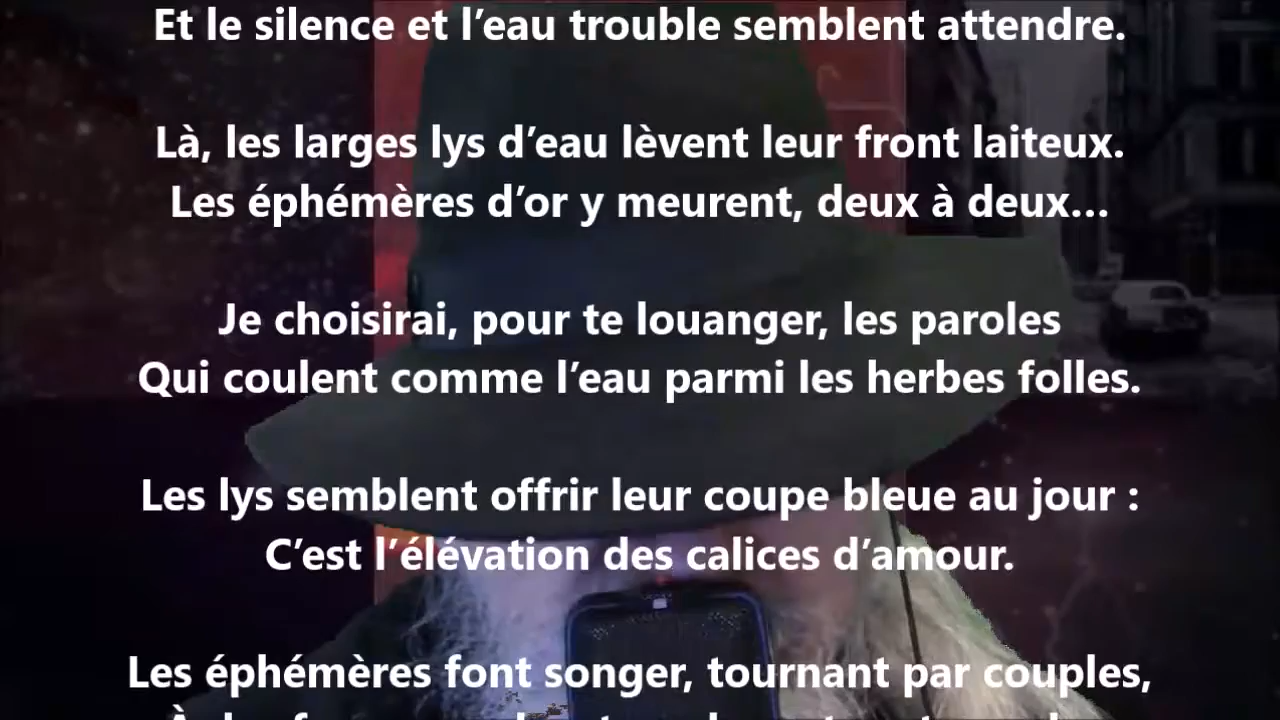 Et le silence et l’eau trouble semblent attendre.
Là, les larges lys d’eau lèvent leur front laiteux.
Les éphémères d’or y meurent, deux à deux…
Je choisirai, pour te louanger, les paroles
Qui coulent comme l’eau parmi les herbes folles.
Les lys semblent offrir leur coupe bleue au jour :
C’est l’élévation des calices d’amour.
Les éphémères font songer, tournant par couples,